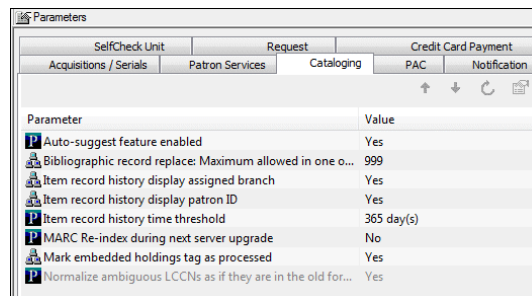 Parameters
SelfCheck Unit Request Credit Card Payment
Acquisitions / Serials Patron Services Cataloging PAC Notification
Parameter Value
P Auto-suggest feature enabled Yes
Bibliographic record replace: Maximum allowed in one o... 999
Item record history display assigned branch Yes
Item record history display patron ID Yes
P Item record history time threshold 365 day(s)
P MARC Re-index during next server upgrade No
Mark embedded holdings tag as processed Yes
P Normalize ambiguous LCCNs as if they are in the old for... Yes